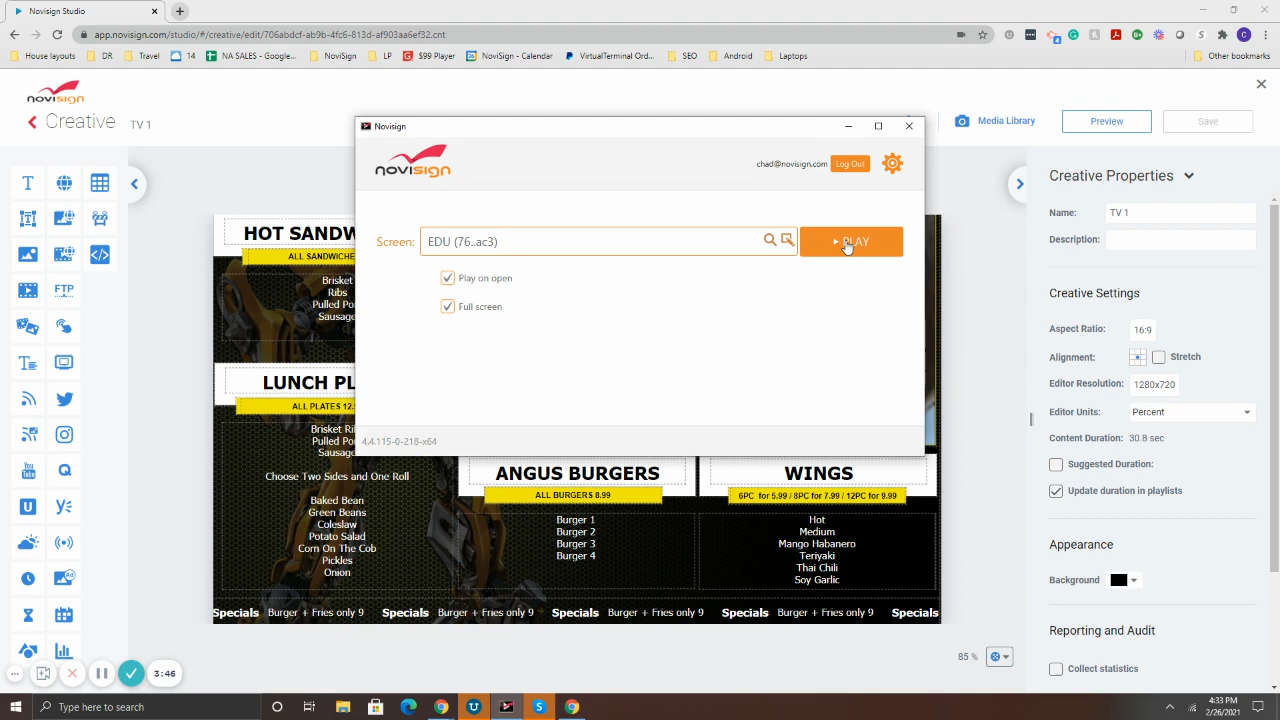 Novisign Studio
app.novisign.com/studio/#/creative/edit/706abdcf-ab9b-4fc6-813d-af903aa6ef32.cnt
House layouts
DR
Travel
14
NA SALES - Google...
NoviSign
LP
S99 Player
NoviSign - Calendar
VirtualTerminal Ord...
SEO
Android
Laptops
Other bookmarks
novisign
Creative TV 1
Media Library
Preview
Save
Novisign
novisign
chad@novisign.com Log Out
Screen: EDU (76..ac3)
PLAY
Play on open
Full screen
4.4.115-0-218-x64
HOT SANDW
ALL SANDWICHE
Brisket
Ribs
Pulled Po
Sausag
LUNCH PL
ALL PLATES 12.
Brisket Ri
Pulled Po
Sausag
Choose Two Sides and One Roll
Baked Bean
Green Beans
Coleslaw
Potato Salad
Corn On The Cob
Pickles
Onion
ANGUS BURGERS
ALL BURGERS 8.99
Burger 1
Burger 2
Burger 3
Burger 4
WINGS
6PC for 5.99 / 8PC for 7.99 / 12PC for 9.99
Hot
Medium
Mango Habanero
Teriyaki
Thai Chili
Soy Garlic
Specials Burger + Fries only 9 Specials Burger + Fries only 9 Specials Burger + Fries only 9 Specials Burger + Fries only 9 Specials
85 %
Creative Properties
Name: TV 1
Description:
Creative Settings
Aspect Ratio: 16:9
Alignment: Stretch
Editor Resolution: 1280x720
Editor Units: Percent
Content Duration: 30.8 sec
Suggested Duration:
Update duration in playlists
Appearance
Background
Reporting and Audit
Collect statistics
FTP
You
Tube
Ad
3:46
Type here to search
4:33 PM
2/26/2021